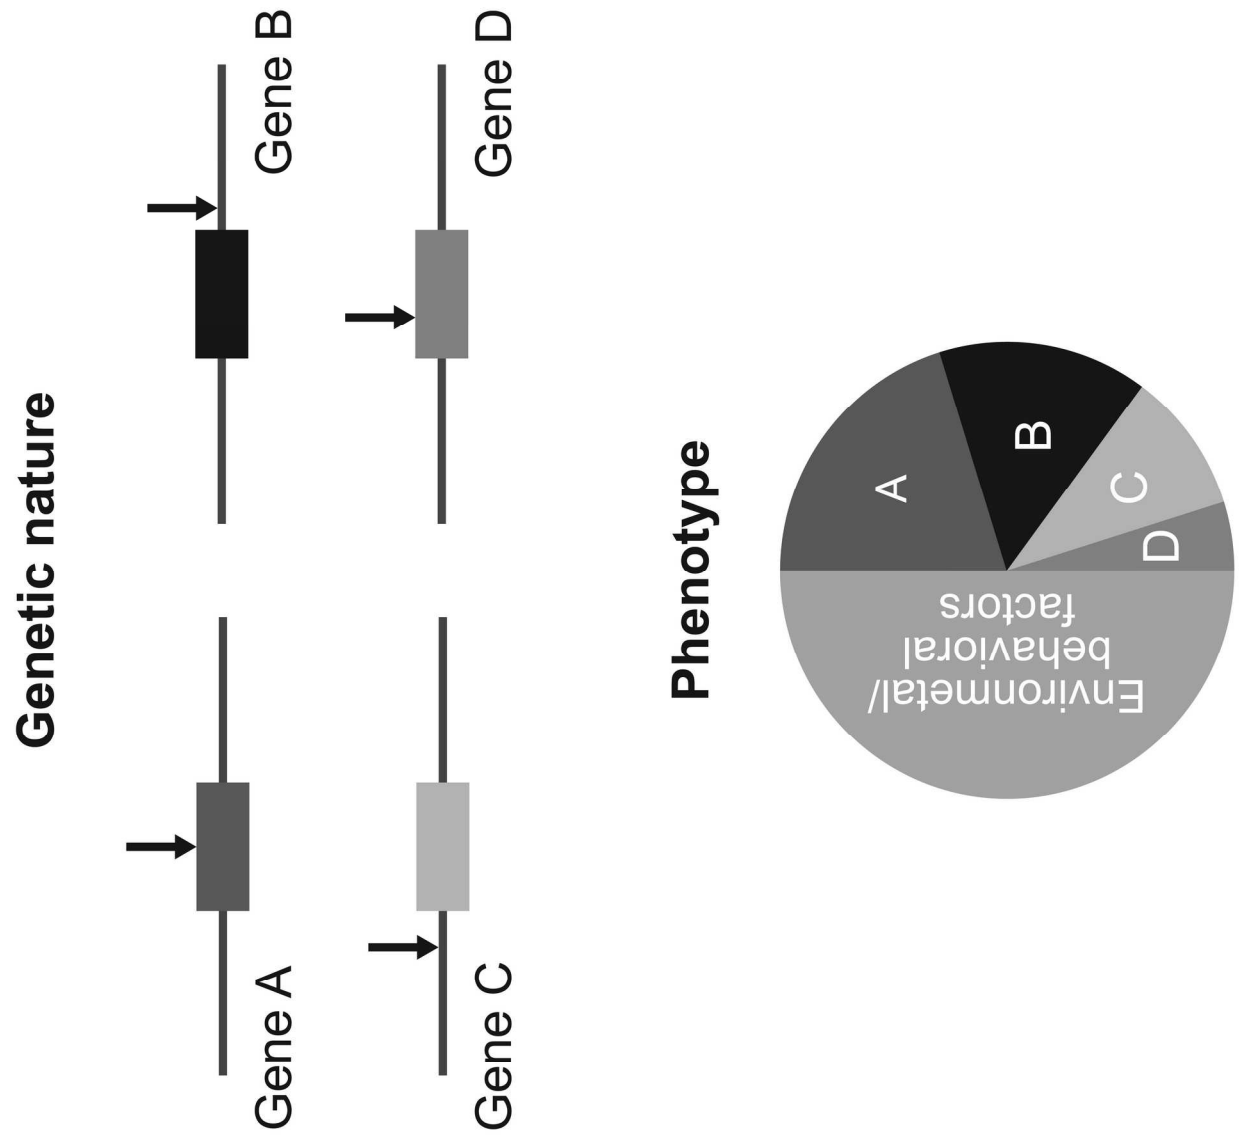 Genetic nature
Gene A
Gene B
Gene C
Gene D
Phenotype
A
B
C
D
Environmetal/
behavioral
factors